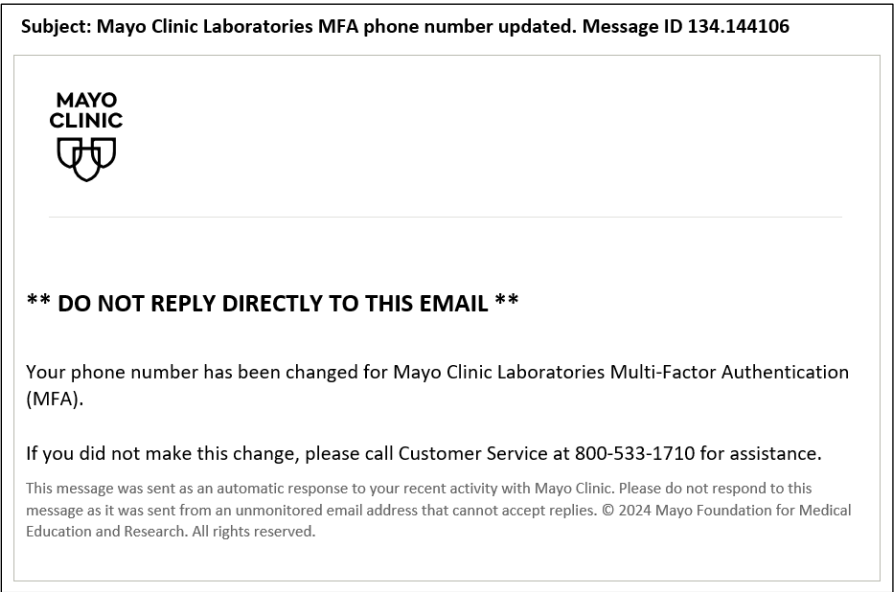 Subject: Mayo Clinic Laboratories MFA phone number updated. Message ID 134.144106
MAYO
CLINIC
** DO NOT REPLY DIRECTLY TO THIS EMAIL **
Your phone number has been changed for Mayo Clinic Laboratories Multi-Factor Authentication
(MFA).
If you did not make this change, please call Customer Service at 800-533-1710 for assistance.
This message was sent as an automatic response to your recent activity with Mayo Clinic. Please do not respond to this
message as it was sent from an unmonitored email address that cannot accept replies. © 2024 Mayo Foundation for Medical
Education and Research. All rights reserved.